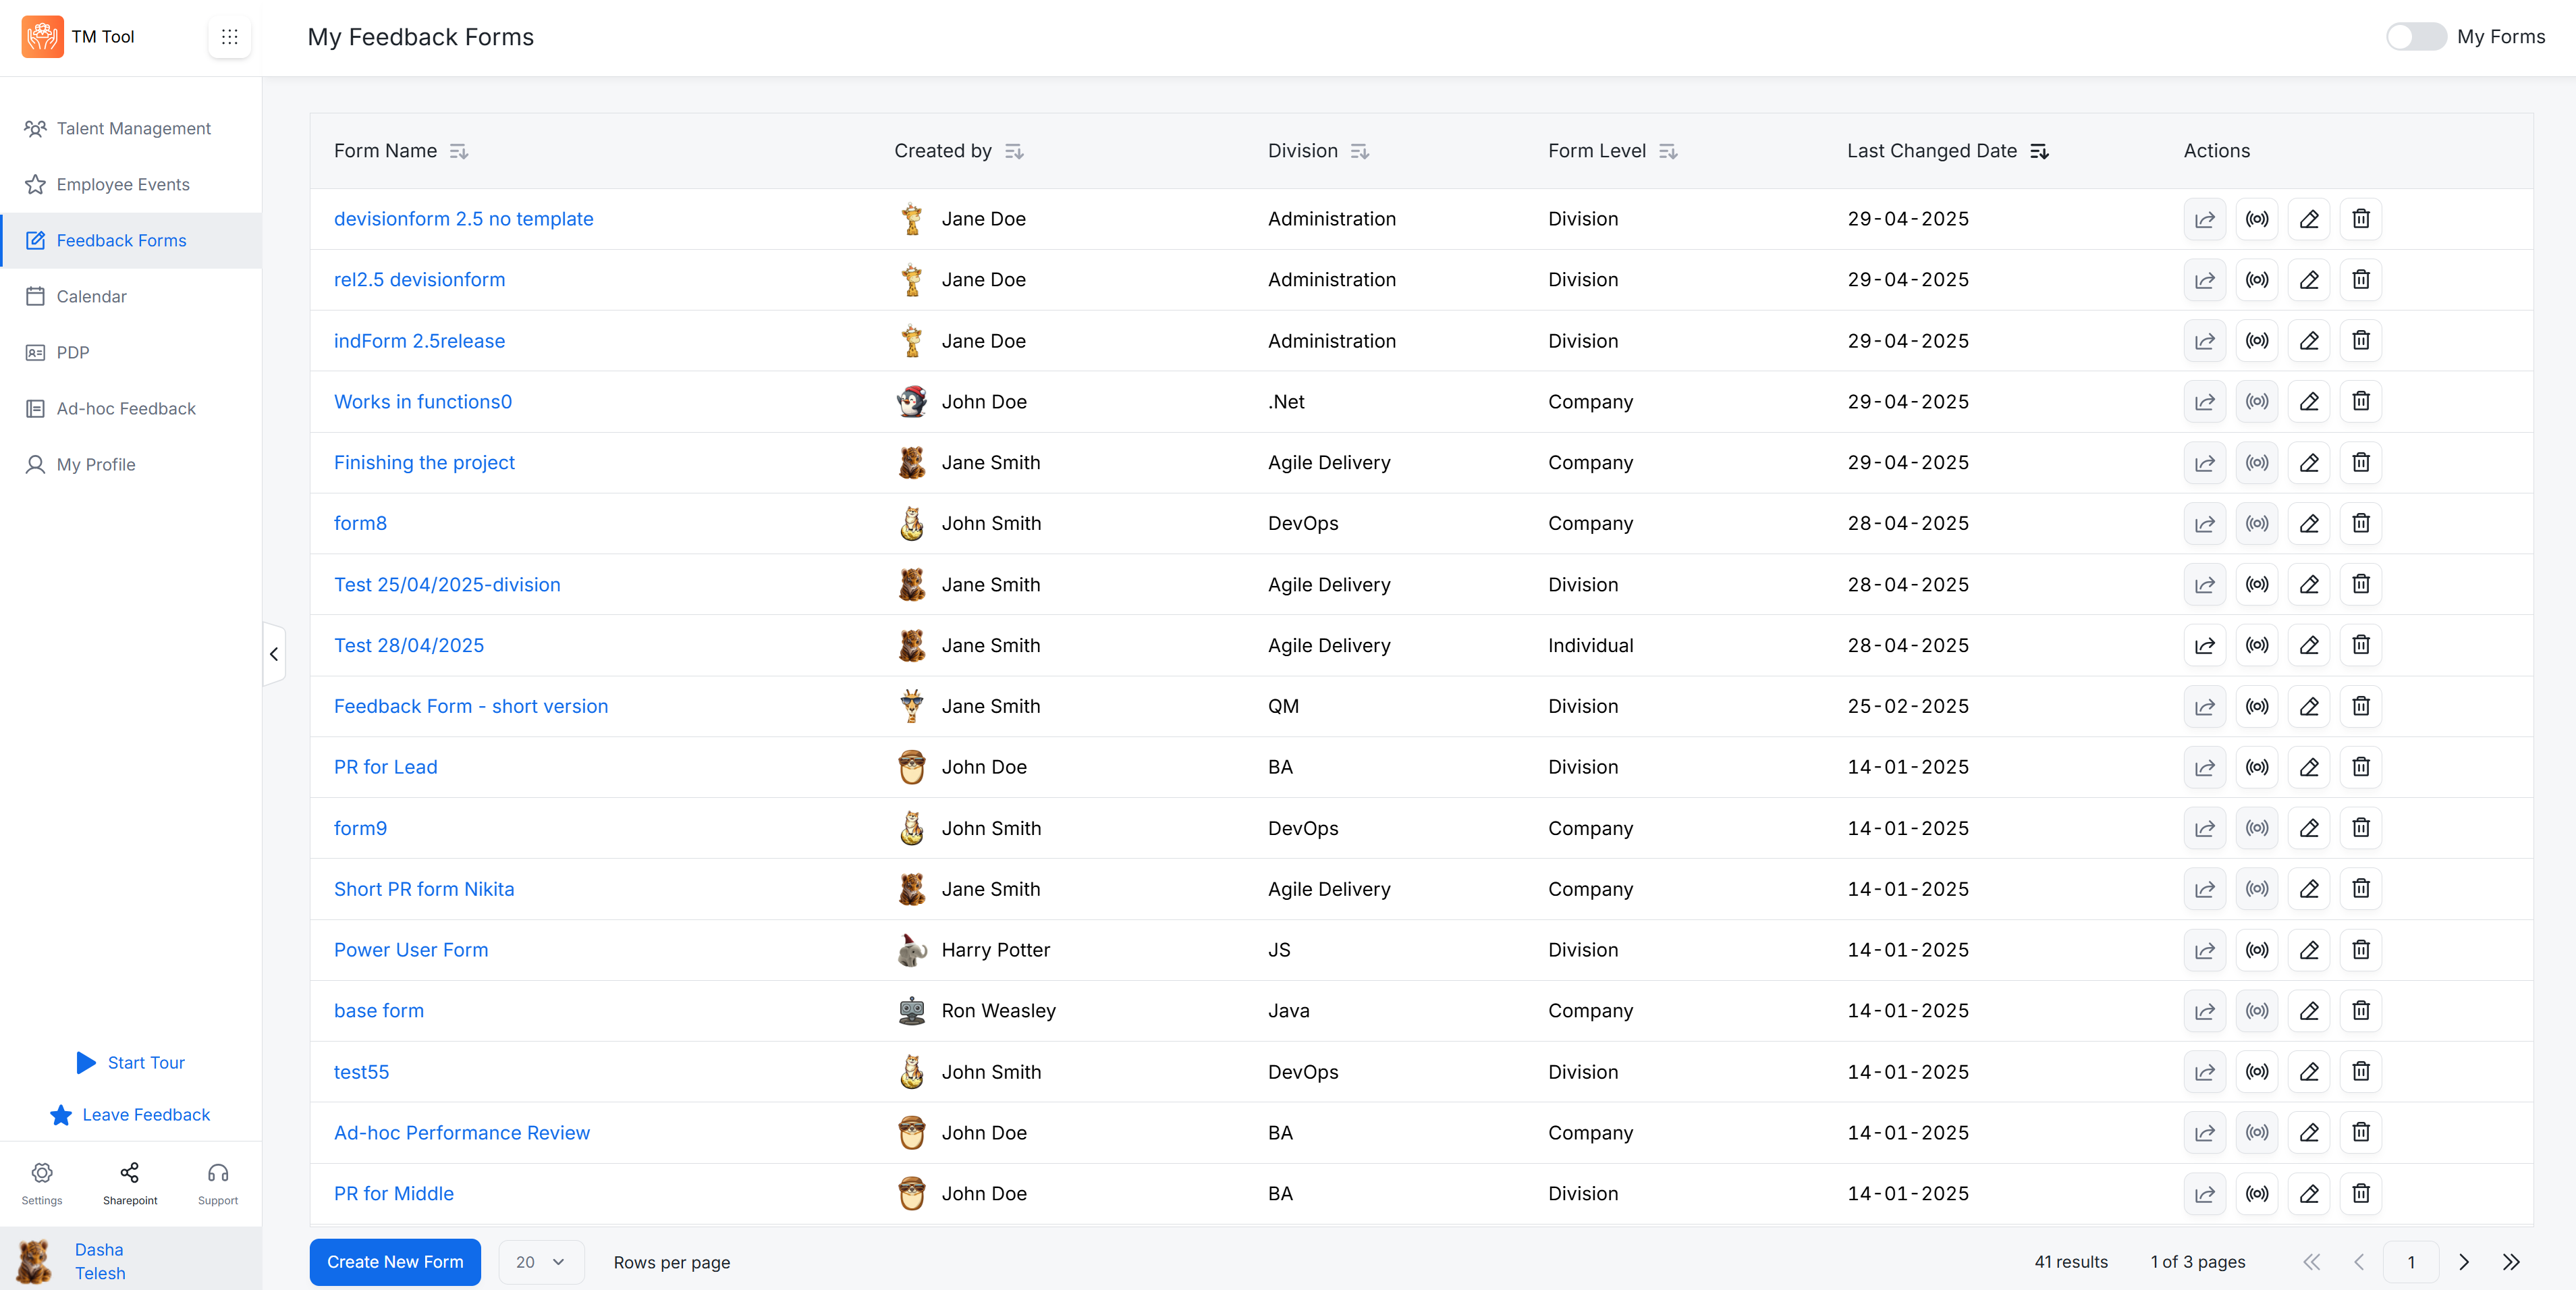 TM Tool
My Feedback Forms
My Forms
Talent Management
Employee Events
Feedback Forms
Calendar
PDP
Ad-hoc Feedback
My Profile
Start Tour
Leave Feedback
Settings Sharepoint Support
Dasha
Telesh
Form Name Created by Division Form Level Last Changed Date Actions
devisionform 2.5 no template Jane Doe Administration Division 29-04-2025
rel2.5 devisionform Jane Doe Administration Division 29-04-2025
indForm 2.5release Jane Doe Administration Division 29-04-2025
Works in functions0 John Doe .Net Company 29-04-2025
Finishing the project Jane Smith Agile Delivery Company 29-04-2025
form8 John Smith DevOps Company 28-04-2025
Test 25/04/2025-division Jane Smith Agile Delivery Division 28-04-2025
Test 28/04/2025 Jane Smith Agile Delivery Individual 28-04-2025
Feedback Form - short version Jane Smith QM Division 25-02-2025
PR for Lead John Doe BA Division 14-01-2025
form9 John Smith DevOps Company 14-01-2025
Short PR form Nikita Jane Smith Agile Delivery Company 14-01-2025
Power User Form Harry Potter JS Division 14-01-2025
base form Ron Weasley Java Company 14-01-2025
test55 John Smith DevOps Division 14-01-2025
Ad-hoc Performance Review John Doe BA Company 14-01-2025
PR for Middle John Doe BA Division 14-01-2025
Create New Form 20 Rows per page 41 results 1 of 3 pages 1